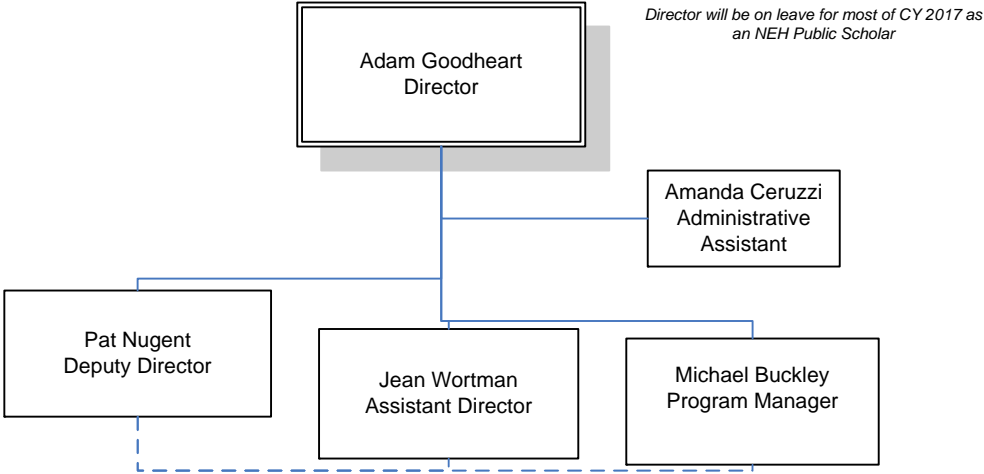 Director will be on leave for most of CY 2017 as
an NEH Public Scholar
Adam Goodheart
Director
Amanda Ceruzzi
Administrative
Assistant
Pat Nugent
Deputy Director
Jean Wortman
Assistant Director
Michael Buckley
Program Manager